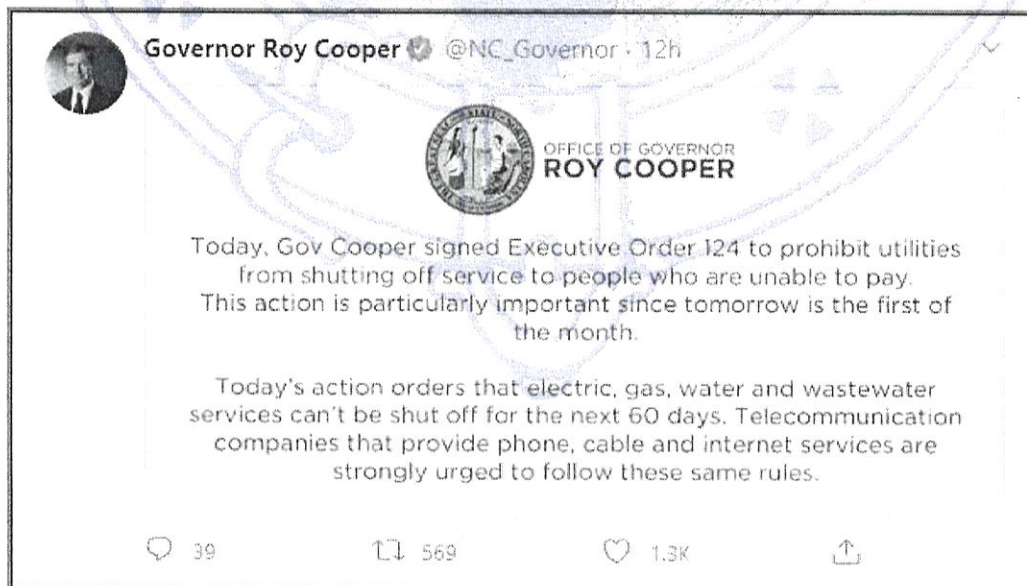 Governor Roy Cooper @NC_Governor · 12h
OFFICE OF GOVERNOR
ROY COOPER
Today, Gov Cooper signed Executive Order 124 to prohibit utilities
from shutting off service to people who are unable to pay.
This action is particularly important since tomorrow is the first of
the month.
Today's action orders that electric, gas, water and wastewater
services can't be shut off for the next 60 days. Telecommunication
companies that provide phone, cable and internet services are
strongly urged to follow these same rules.
39 569 1.3K